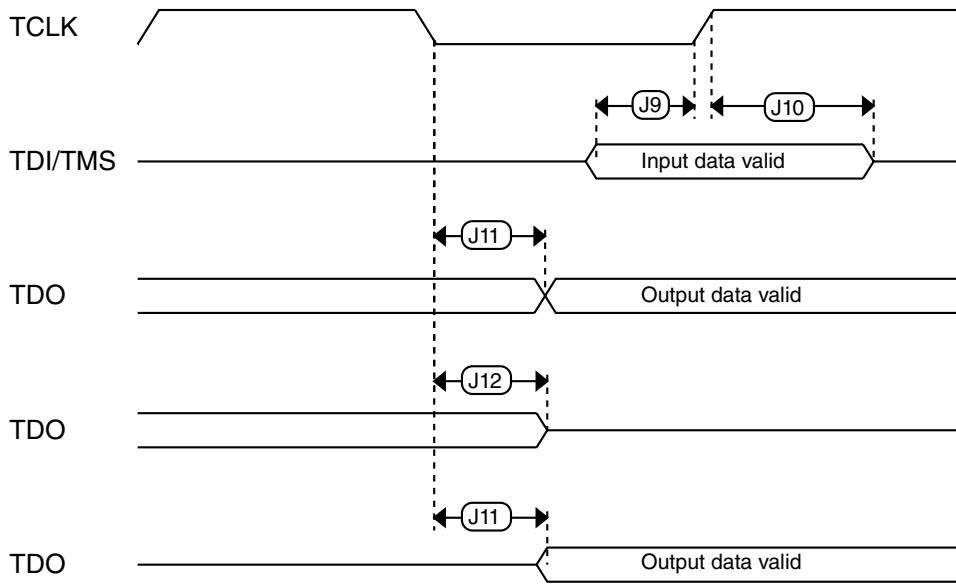 TCLK
J9
J10
TDI/TMS
Input data valid
J11
TDO
Output data valid
J12
TDO
J11
TDO
Output data valid